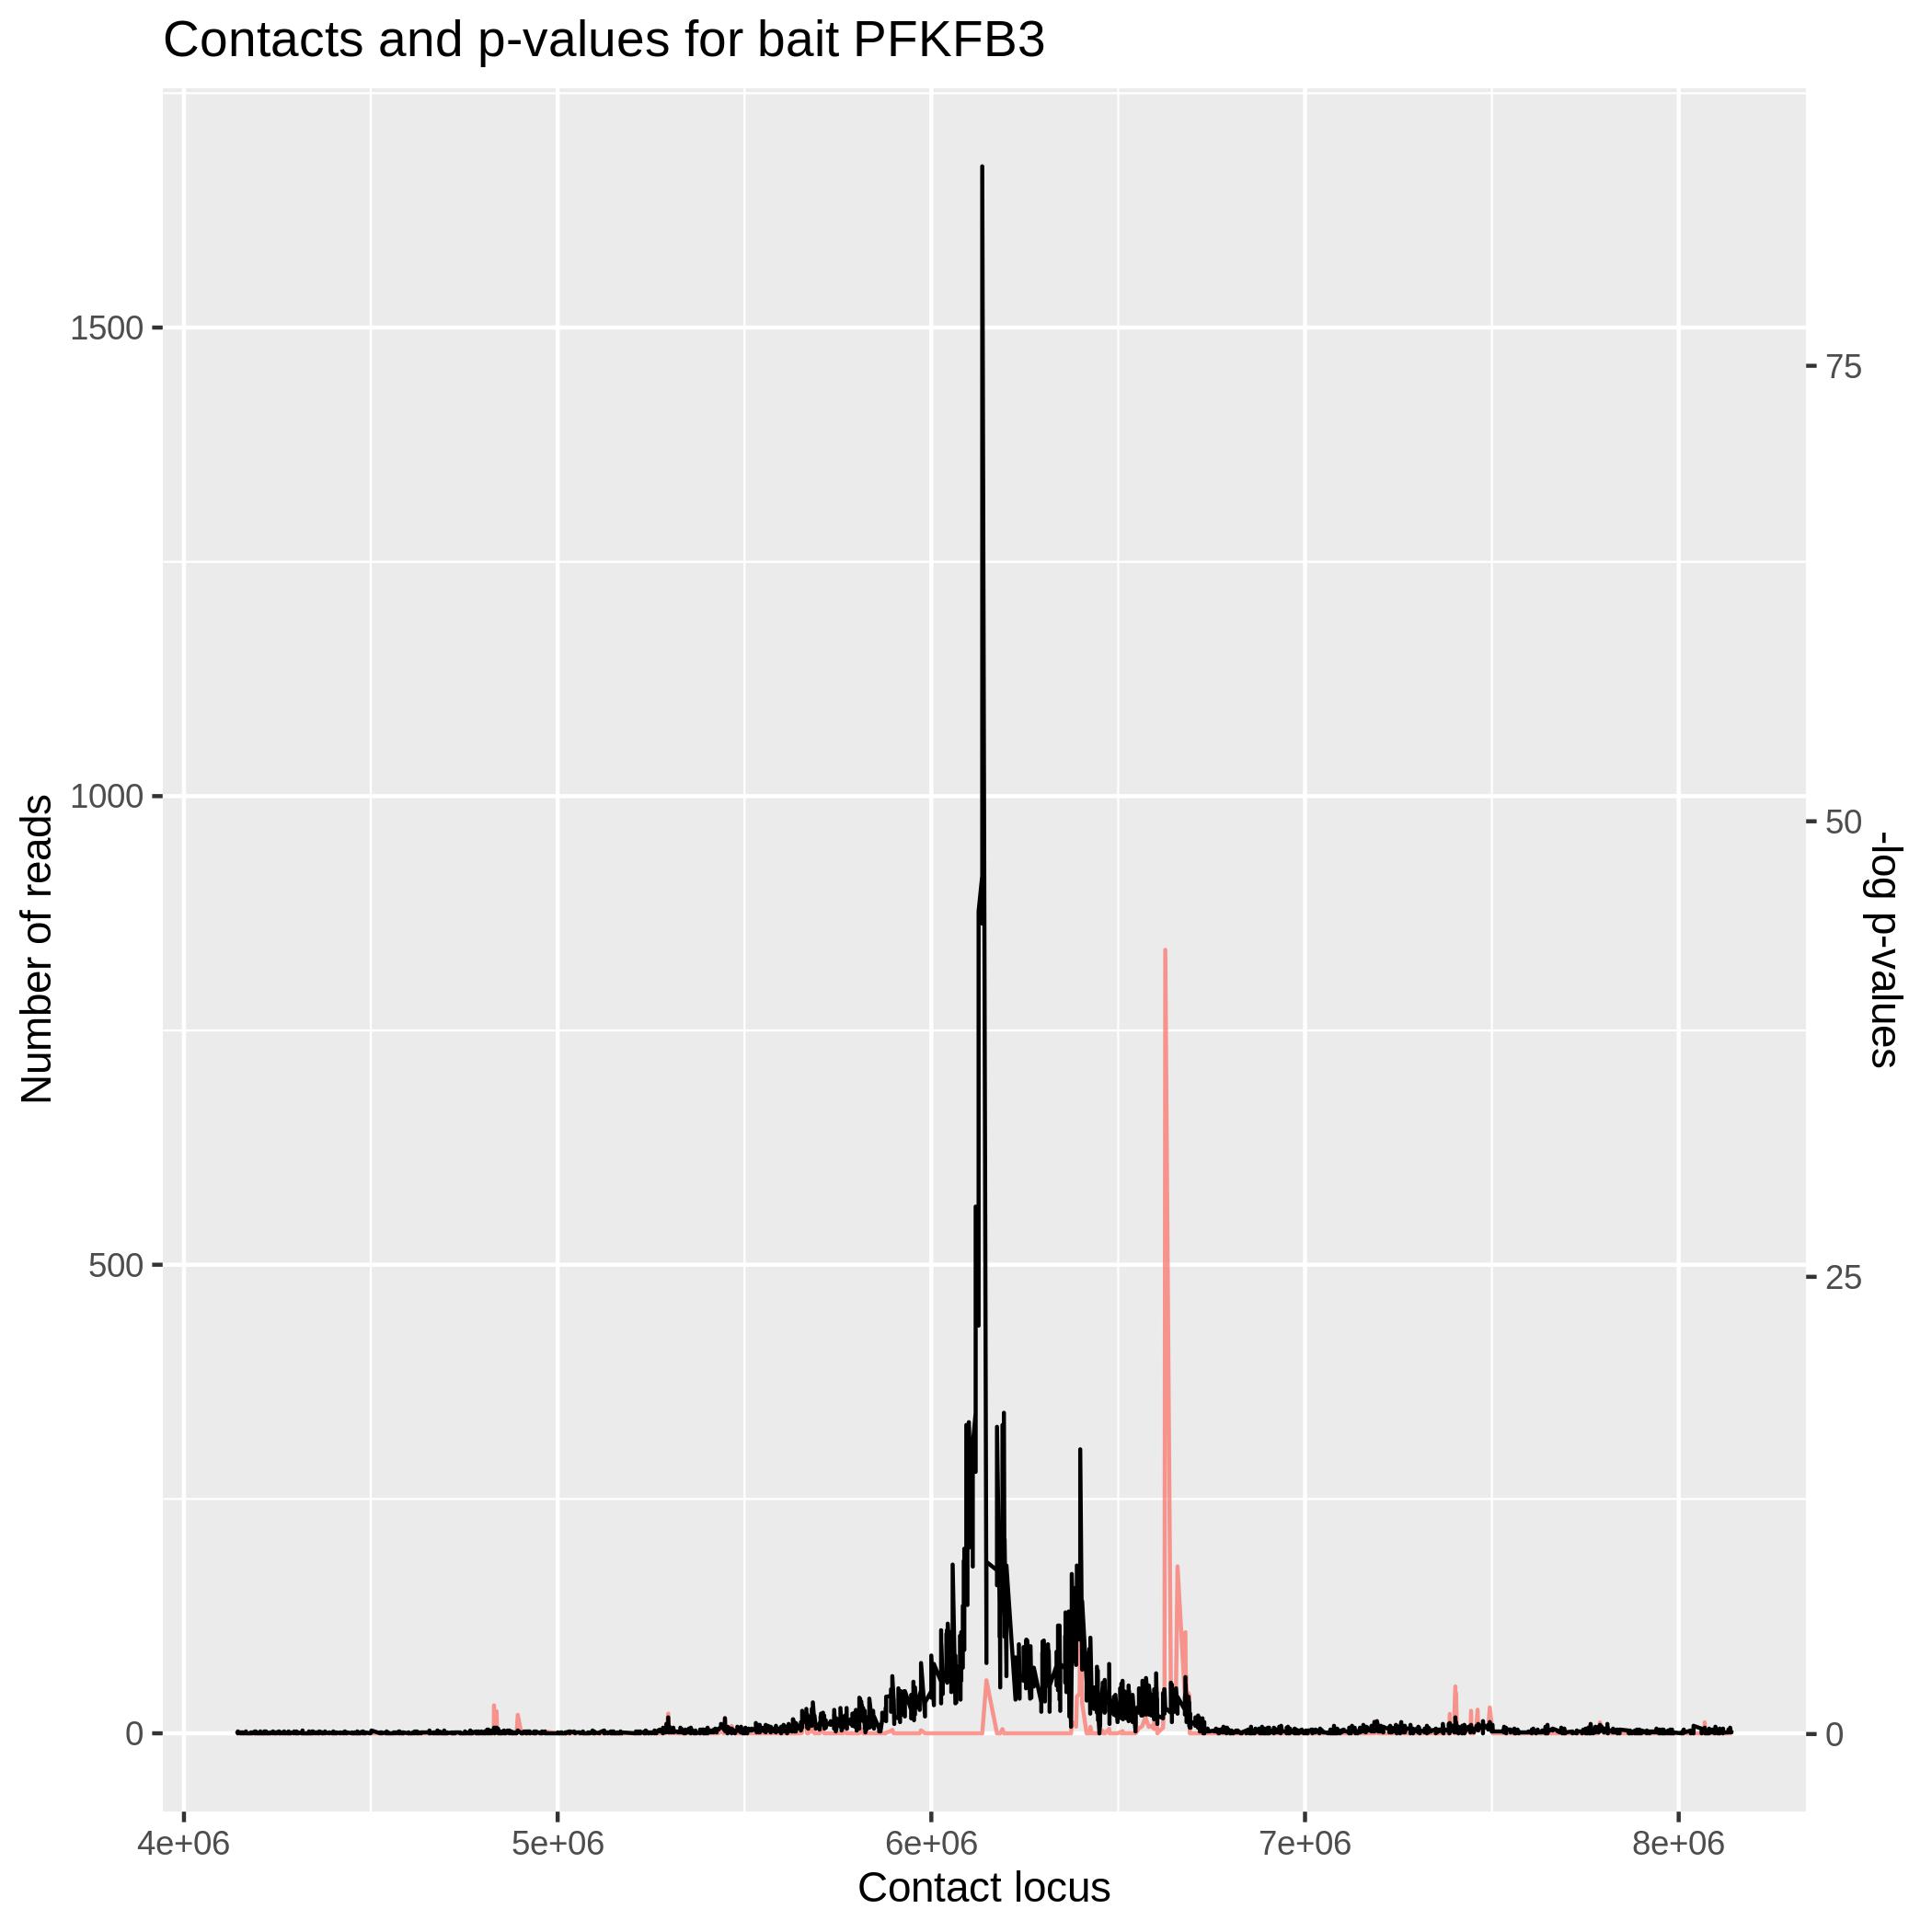 Contacts and p-values for bait PFKFB3
Number of reads
1500
1000
500
0
75
50
25
0
-log p-values
4e+06 5e+06 6e+06 7e+06 8e+06
Contact locus